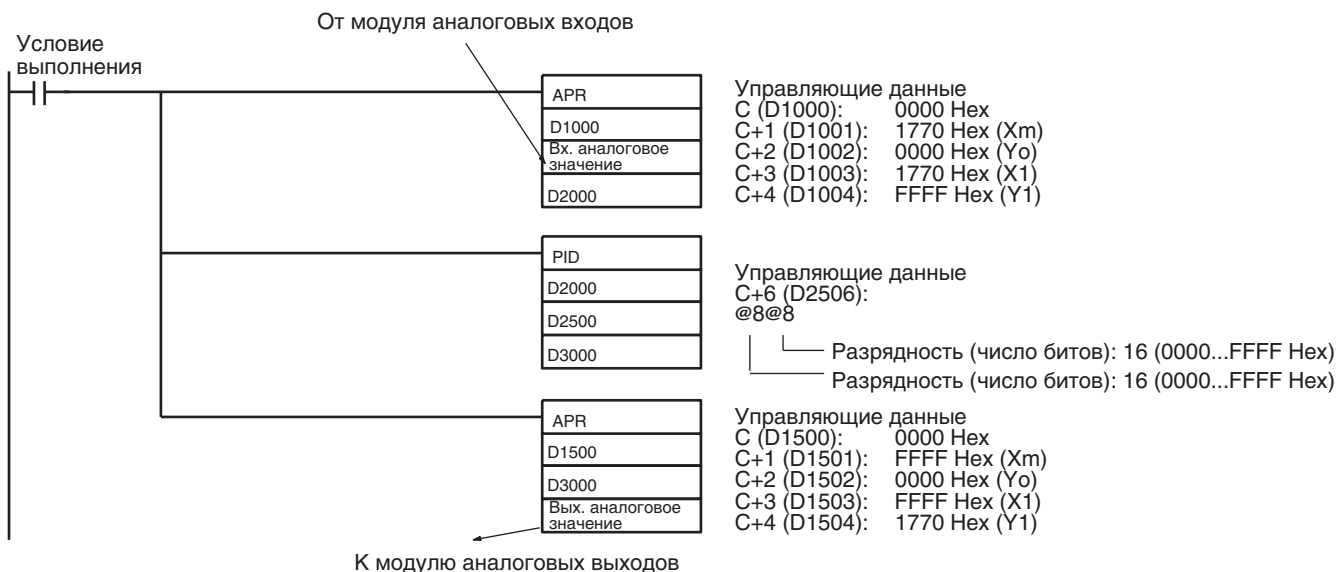 От модуля аналоговых входов
Условие
выполнения
APR
D1000
Вх. аналоговое
значение
D2000
Управляющие данные
C (D1000): 0000 Hex
C+1 (D1001): 1770 Hex (Xm)
C+2 (D1002): 0000 Hex (Yo)
C+3 (D1003): 1770 Hex (X1)
C+4 (D1004): FFFF Hex (Y1)
PID
D2000
D2500
D3000
Управляющие данные
C+6 (D2506):
@8@8
Разрядность (число битов): 16 (0000...FFFF Hex)
Разрядность (число битов): 16 (0000...FFFF Hex)
APR
D1500
D3000
Вых. аналоговое
значение
Управляющие данные
C (D1500): 0000 Hex
C+1 (D1501): FFFF Hex (Xm)
C+2 (D1502): 0000 Hex (Yo)
C+3 (D1503): FFFF Hex (X1)
C+4 (D1504): 1770 Hex (Y1)
К модулю аналоговых выходов